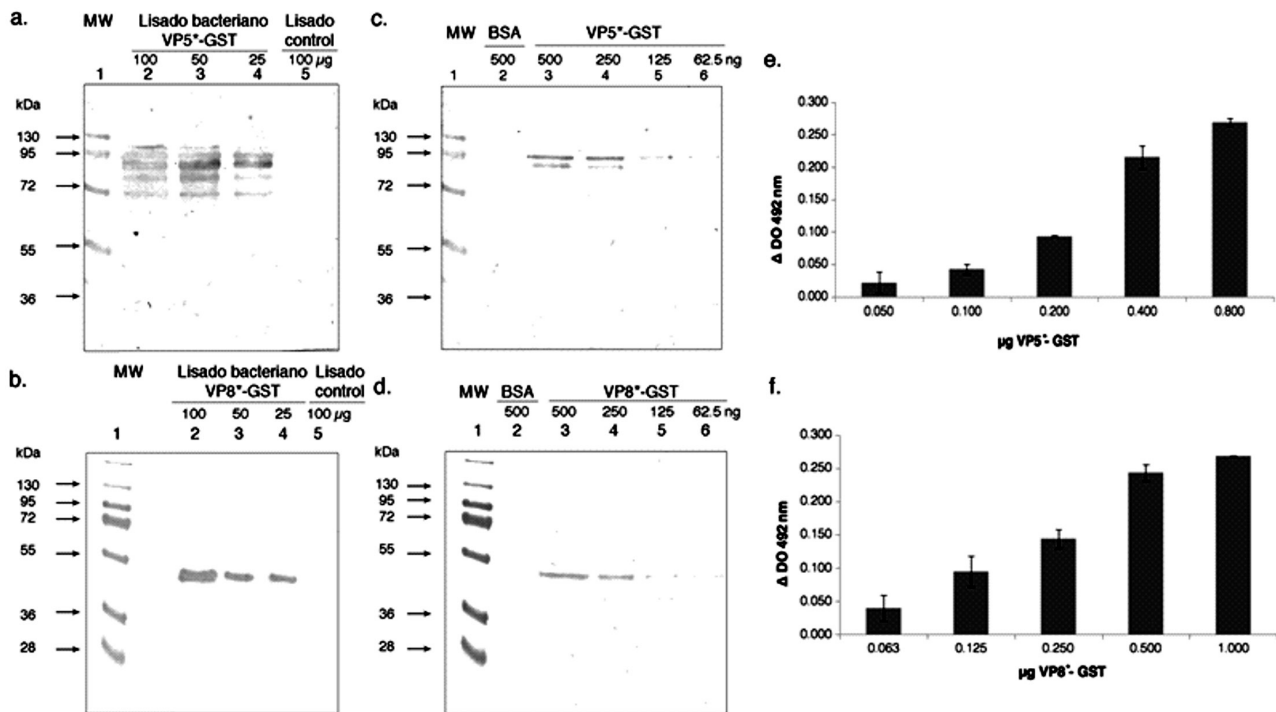 a.
MW
Lisado bacteriano
VP5*-GST
Lisado
control
100 50 25 100 µg
1 2 3 4 5
kDa
130
95
72
55
36
b.
MW
Lisado bacteriano
VP8*-GST
Lisado
control
100 50 25 100 µg
1 2 3 4 5
kDa
130
95
72
55
36
28
c.
MW
BSA
VP5*-GST
500 500 250 125 62.5 ng
1 2 3 4 5 6
kDa
130
95
72
55
36
d.
MW
BSA
VP8*-GST
500 500 250 125 62.5 ng
1 2 3 4 5 6
kDa
130
95
72
55
36
28
e.
Δ DO 492 nm
0.300
0.250
0.200
0.150
0.100
0.050
0.000
0.050 0.100 0.200 0.400 0.800
µg VP5*- GST
f.
Δ DO 492 nm
0.300
0.250
0.200
0.150
0.100
0.050
0.000
0.063 0.125 0.250 0.500 1.000
µg VP8*- GST